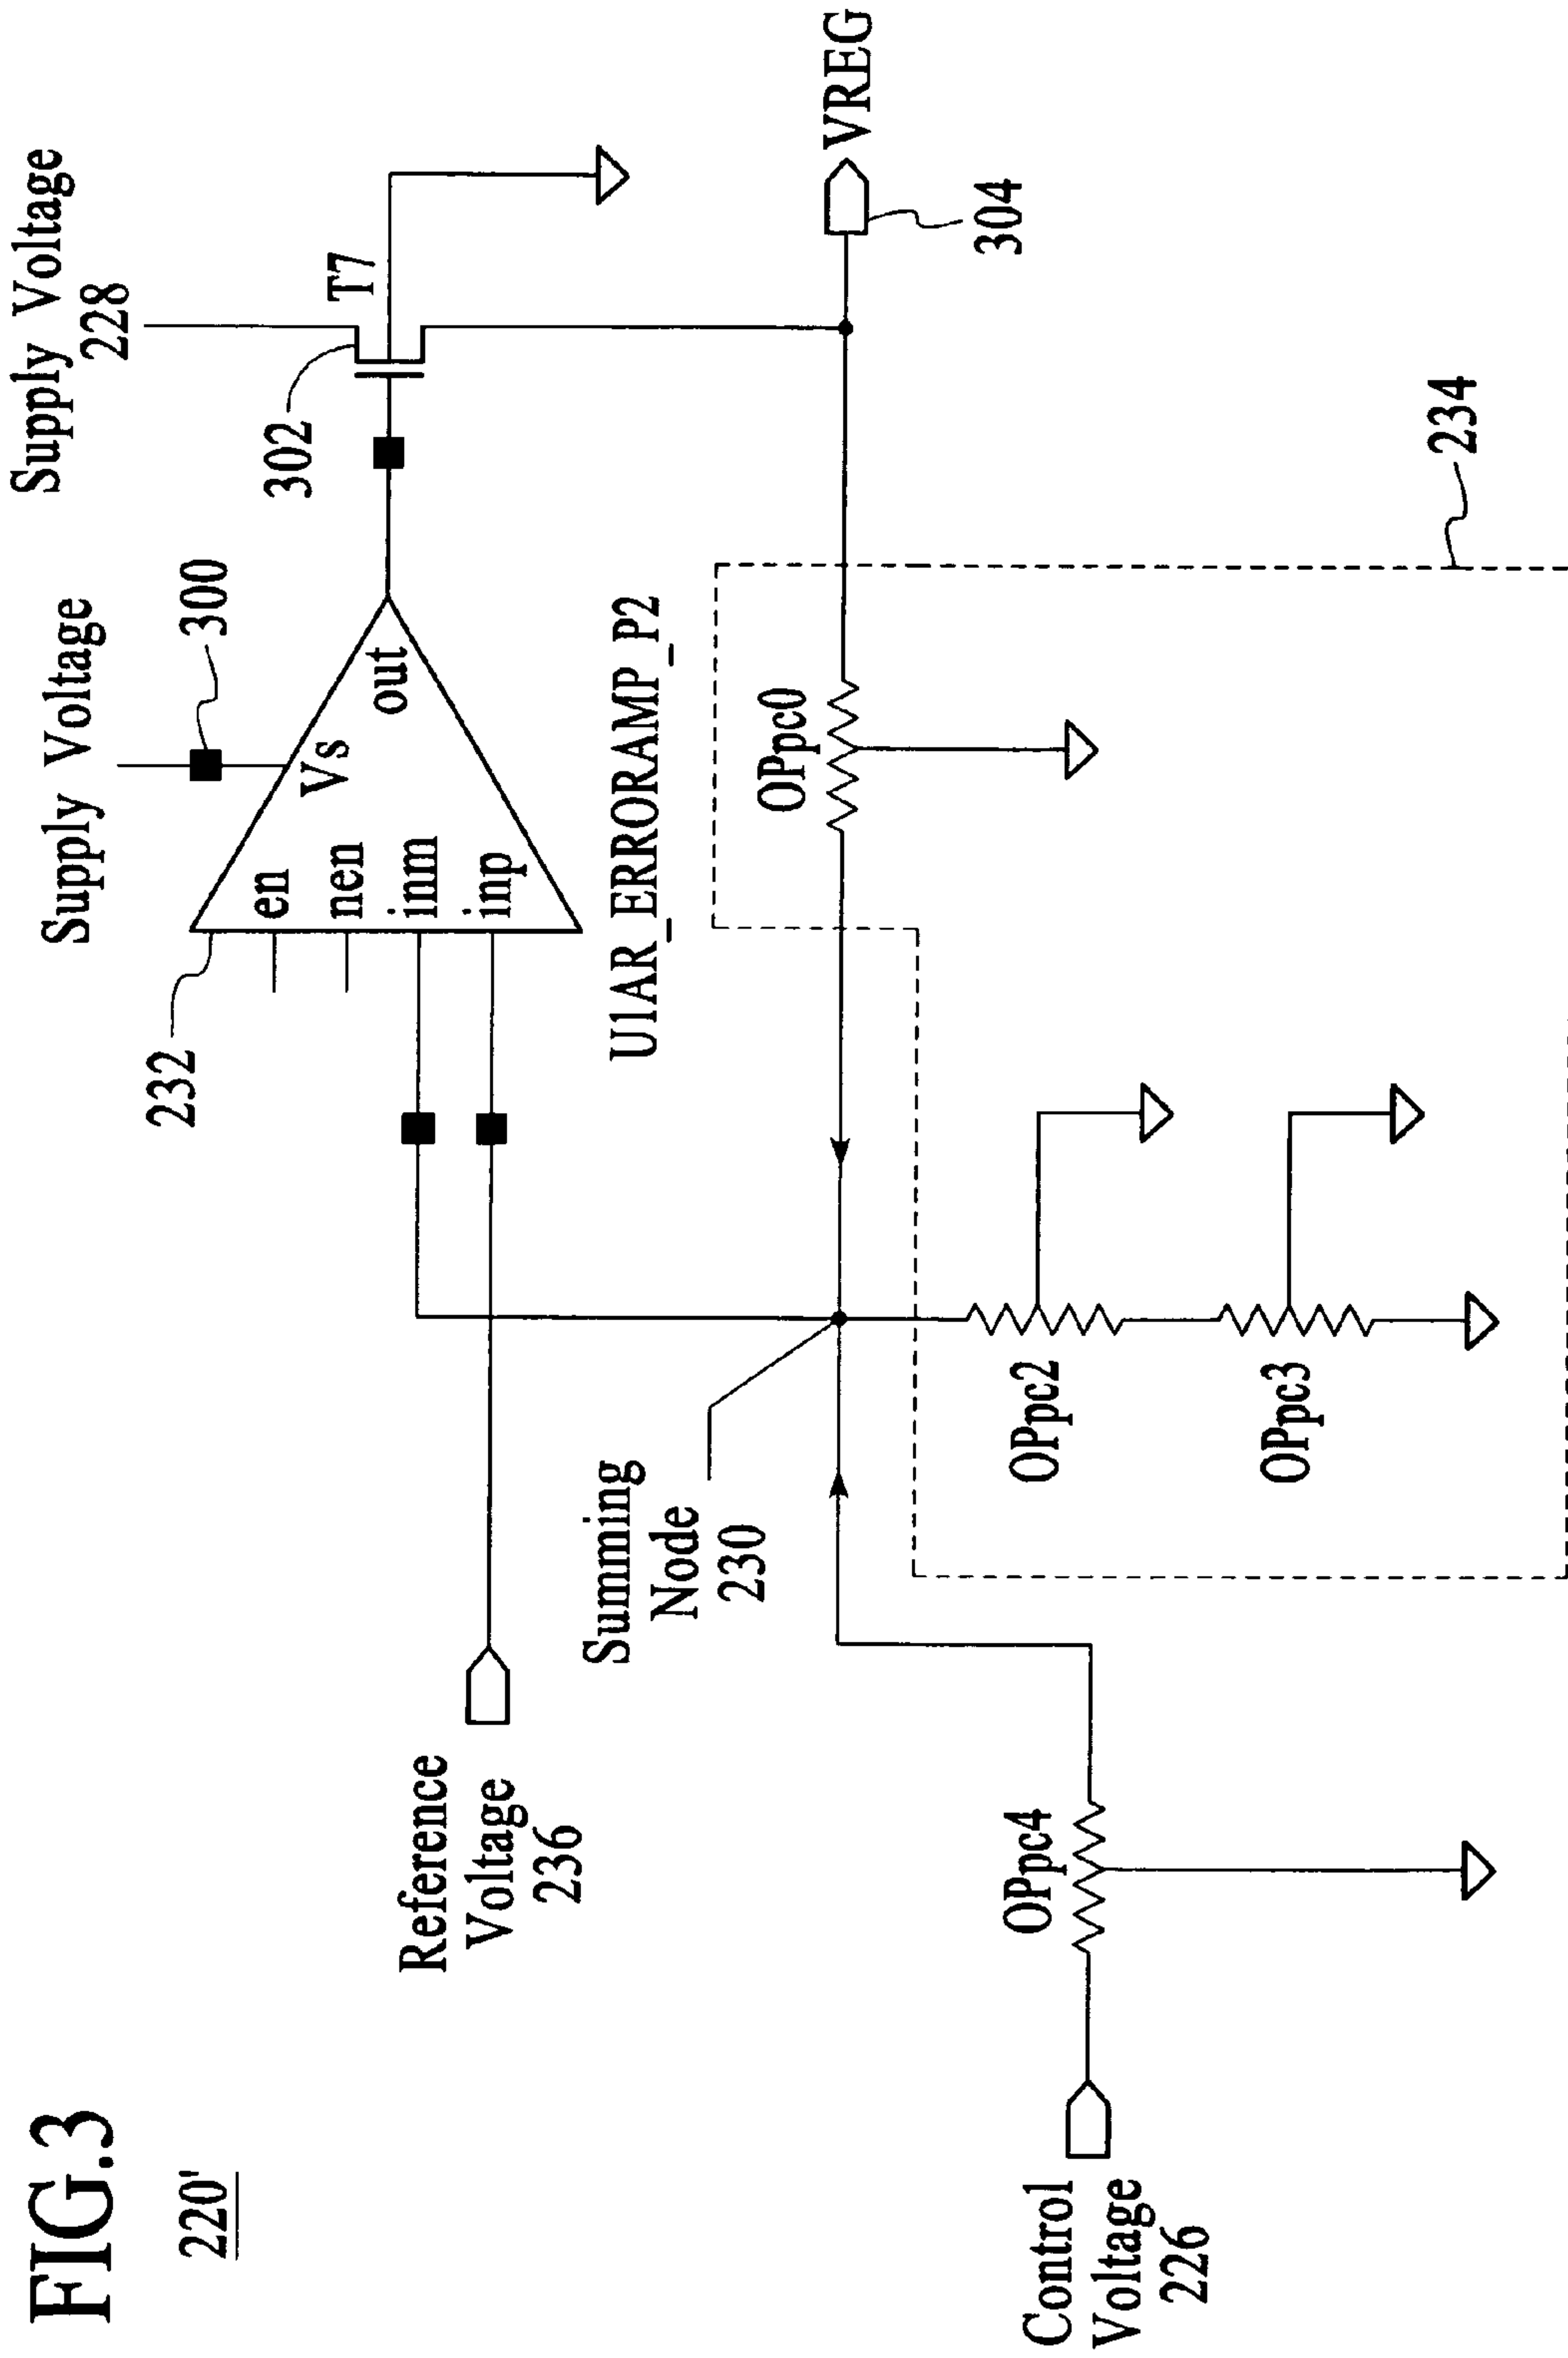 FIG.3
220'
Supply Voltage
228
Supply Voltage
300
302
T7
232
en
nen
inm
inp
Vs
out
U1AR_ERRORAMP_P2
Reference
Voltage
236
Summing
Node
230
OPpc0
VREG
304
Control
Voltage
226
OPpc4
OPpc2
OPpc3
234